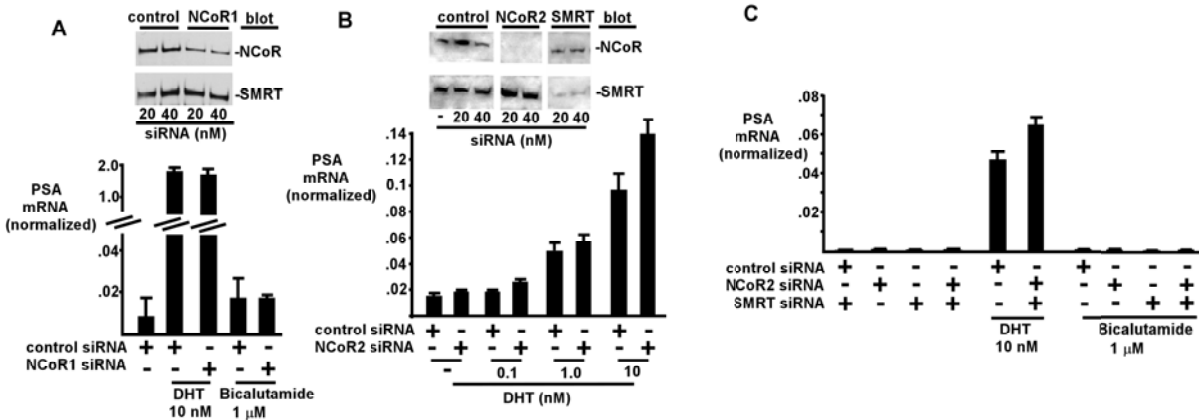 A
control NCoR1 blot
-NCoR
-SMRT
20 40 20 40
siRNA (nM)
PSA
mRNA
(normalized)
2.0
1.0
.04
.02
control siRNA + + - + -
NCoR1 siRNA - - + - +
DHT
10 nM
Bicalutamide
1 µM
B
control NCoR2 SMRT blot
-NCoR
-SMRT
- 20 40 20 40 20 40
siRNA (nM)
PSA
mRNA
(normalized)
.14
0.1
.06
.04
.02
control siRNA + - + - + - + -
NCoR2 siRNA - + - + - + - +
- 0.1 1.0 10
DHT (nM)
C
PSA
mRNA
(normalized)
.08
.06
.04
.02
control siRNA + - - - + - + - - -
NCoR2 siRNA - + - + - + - + - +
SMRT siRNA + - + + - + - - + +
DHT
10 nM
Bicalutamide
1 µM